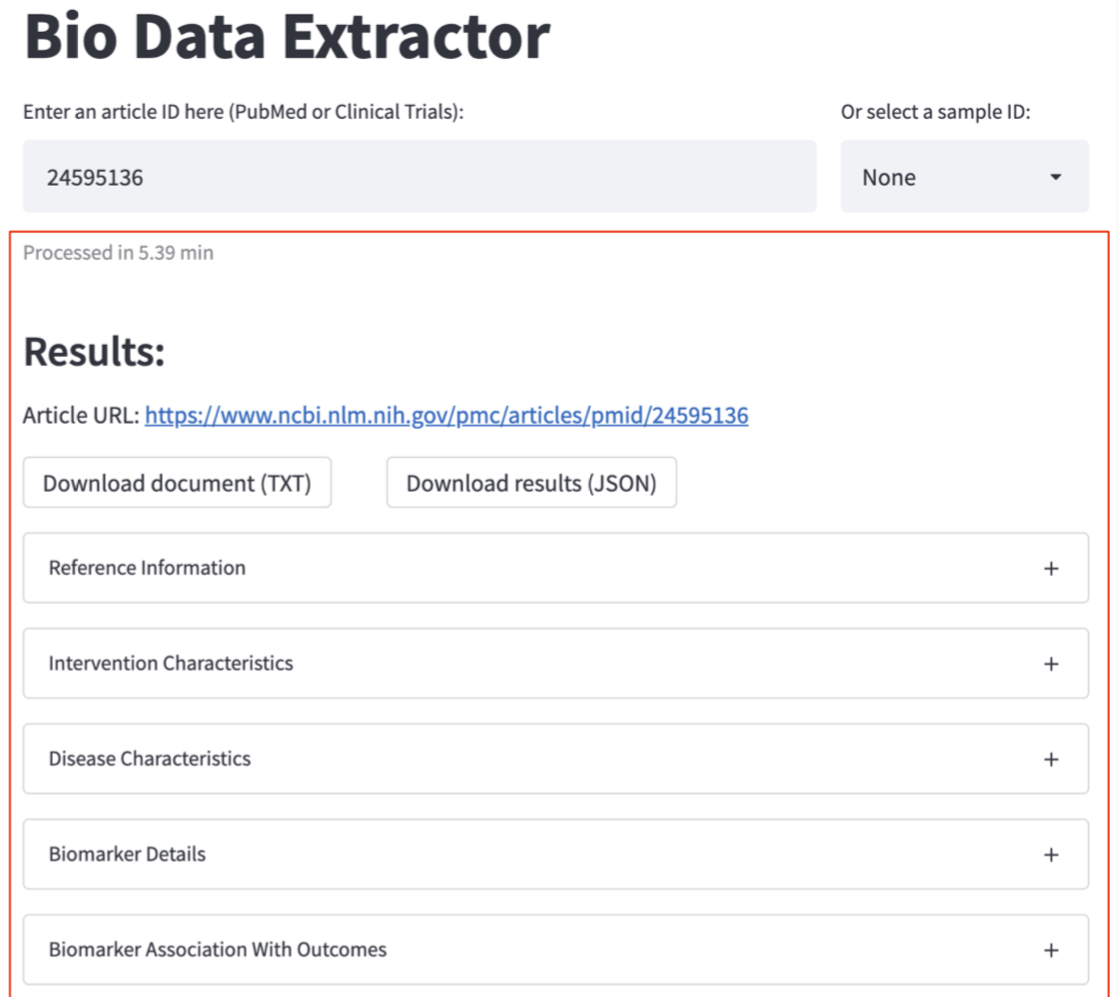 Bio Data Extractor
Enter an article ID here (PubMed or Clinical Trials):
Or select a sample ID:
24595136
None
Processed in 5.39 min
Results:
Article URL: https://www.ncbi.nlm.nih.gov/pmc/articles/pmid/24595136
Download document (TXT)
Download results (JSON)
Reference Information
Intervention Characteristics
Disease Characteristics
Biomarker Details
Biomarker Association With Outcomes